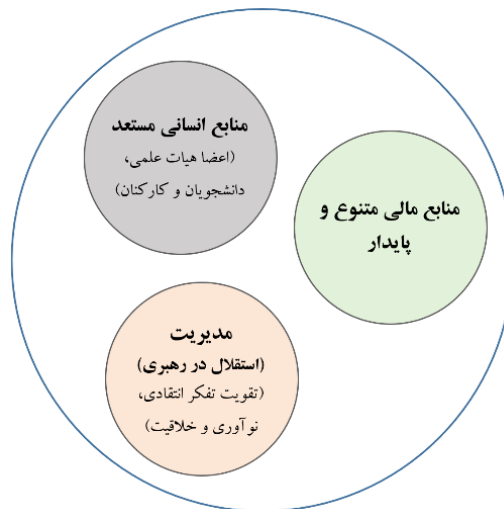 منابع انسانی مستعد
(اعضا هیات علمی،
دانشجویان و کارکنان)
منابع مالی متنوع و
پایدار
مدیریت
(استقلال در رهبری)
(تقویت تفکر انتقادی،
نوآوری و خلاقیت)